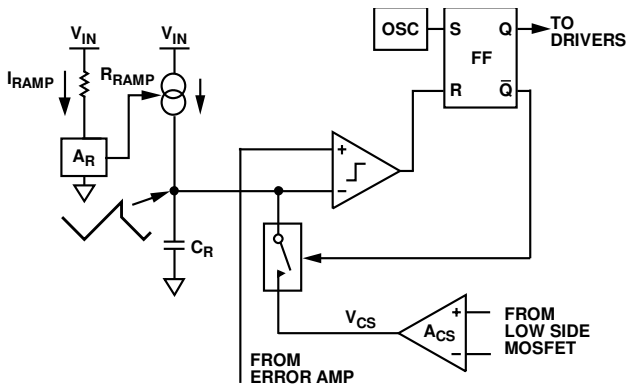 V_IN
V_IN
I_RAMP
R_RAMP
A_R
C_R
OSC
S
Q
FF
R
Q̅
TO
DRIVERS
+
–
V_CS
A_CS
+
–
FROM
LOW SIDE
MOSFET
FROM
ERROR AMP